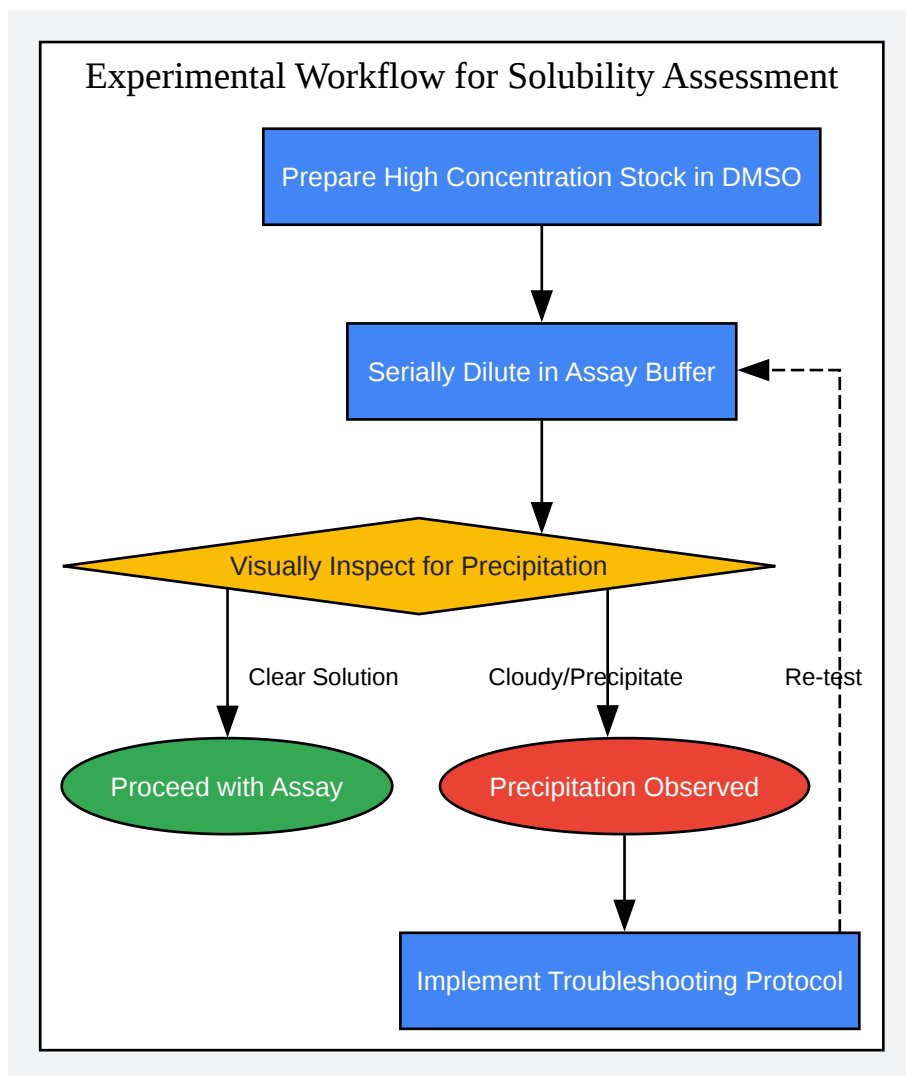 Experimental Workflow for Solubility Assessment
Prepare High Concentration Stock in DMSO
Serially Dilute in Assay Buffer
Visually Inspect for Precipitation
Clear Solution
Cloudy/Precipitate
Re-test
Proceed with Assay
Precipitation Observed
Implement Troubleshooting Protocol